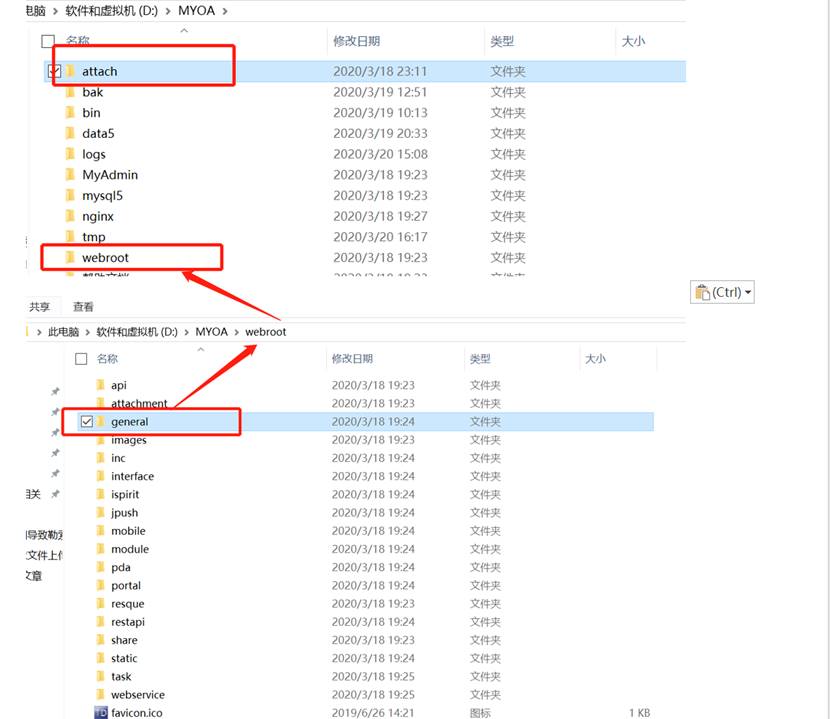 电脑 > 软件和虚拟机 (D:) > MYOA >
名称 修改日期 类型 大小
attach 2020/3/18 23:11 文件夹
bak 2020/3/19 12:51 文件夹
bin 2020/3/19 10:13 文件夹
data5 2020/3/19 20:33 文件夹
logs 2020/3/20 15:08 文件夹
MyAdmin 2020/3/18 19:23 文件夹
mysql5 2020/3/18 19:23 文件夹
nginx 2020/3/18 19:27 文件夹
tmp 2020/3/20 16:17 文件夹
webroot 2020/3/18 19:23 文件夹
(Ctrl)
共享 查看
> 此电脑 > 软件和虚拟机 (D:) > MYOA > webroot
名称 修改日期 类型 大小
api 2020/3/18 19:23 文件夹
attachment 2020/3/18 19:23 文件夹
general 2020/3/18 19:24 文件夹
images 2020/3/18 19:23 文件夹
inc 2020/3/18 19:24 文件夹
interface 2020/3/18 19:24 文件夹
相关 ispirit 2020/3/18 19:24 文件夹
jpush 2020/3/18 19:24 文件夹
导致勒 mobile 2020/3/18 19:24 文件夹
文件上传 module 2020/3/18 19:24 文件夹
文章 pda 2020/3/18 19:24 文件夹
portal 2020/3/18 19:24 文件夹
resque 2020/3/18 19:23 文件夹
restapi 2020/3/18 19:24 文件夹
share 2020/3/18 19:23 文件夹
static 2020/3/18 19:24 文件夹
task 2020/3/18 19:25 文件夹
webservice 2020/3/18 19:25 文件夹
favicon.ico 2019/6/26 14:21 图标 1 KB